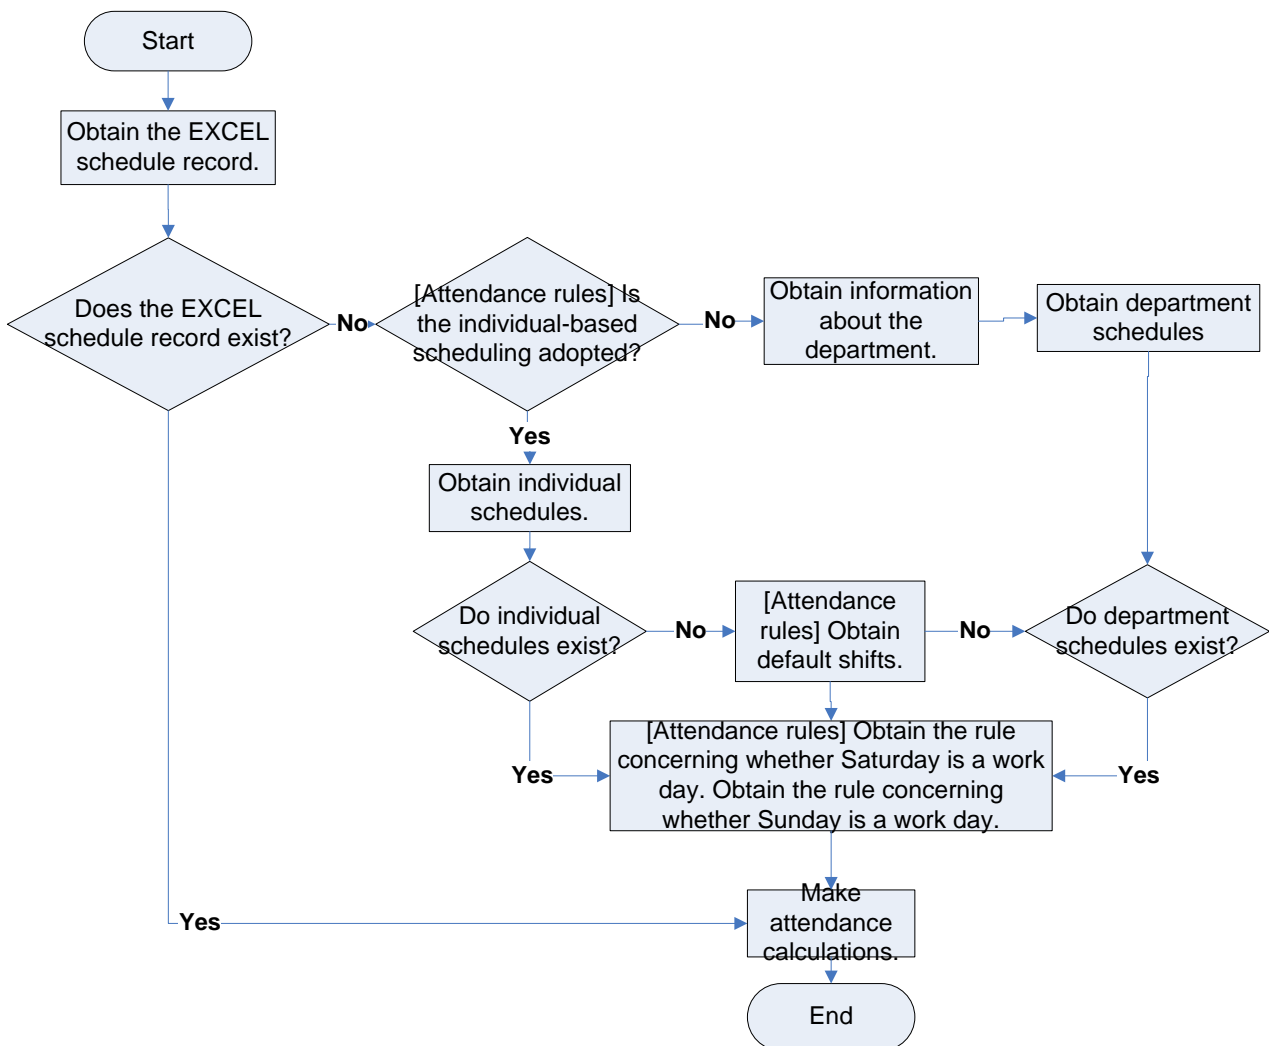 Start
Obtain the EXCEL
schedule record.
Does the EXCEL
schedule record exist?
No
[Attendance rules] Is
the individual-based
scheduling adopted?
No
Obtain information
about the
department.
Obtain department
schedules
Yes
Obtain individual
schedules.
Do individual
schedules exist?
No
[Attendance
rules] Obtain
default shifts.
No
Do department
schedules exist?
Yes
[Attendance rules] Obtain the rule
concerning whether Saturday is a work
day. Obtain the rule concerning
whether Sunday is a work day.
Yes
Yes
Make
attendance
calculations.
End